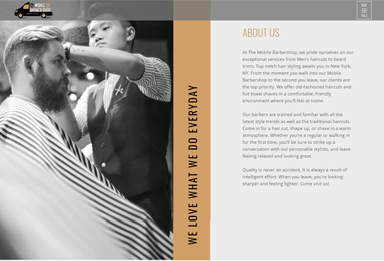 MOBILE
BARBER SHOP
ABOUT US
At The Mobile Barbershop, we pride ourselves on our
exceptional services from Men's haircuts to beard
trims. Top notch hair styling awaits you in New York,
NY. From the moment you walk into our Mobile
Barbershop to the second you leave, our clients are
the top priority. We offer old-fashioned haircuts and
hot towel shaves in a comfortable, friendly
environment where you'll feel at home.
Our barbers are trained and familiar with all the
latest style trends as well as the traditional haircuts.
Come in for a hair cut, shape up, or shave in a warm
atmosphere. Whether you're a regular or walking in
for the first time, you'll be sure to strike up a
conversation with our personable stylists, and leave
feeling relaxed and looking great.
Quality is never an accident, it is always a result of
intelligent effort. When you leave, you're looking
sharper and feeling lighter. Come visit us!
WE LOVE WHAT WE DO EVERYDAY